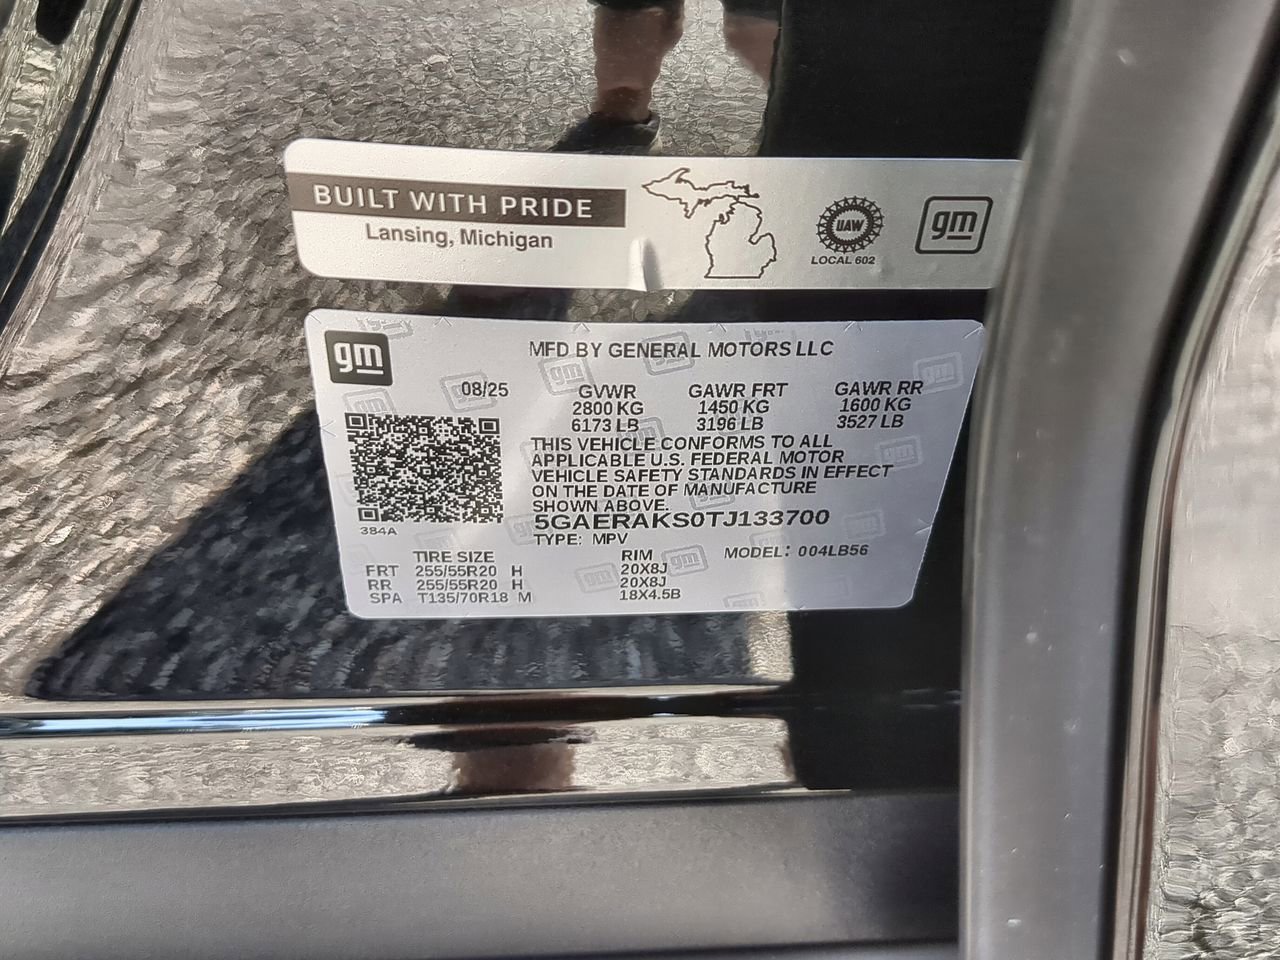 BUILT WITH PRIDE
Lansing, Michigan
UAW
LOCAL 602
gm
gm
MFD BY GENERAL MOTORS LLC
08/25 GVWR GAWR FRT GAWR RR
2800 KG 1450 KG 1600 KG
6173 LB 3196 LB 3527 LB
THIS VEHICLE CONFORMS TO ALL
APPLICABLE U.S. FEDERAL MOTOR
VEHICLE SAFETY STANDARDS IN EFFECT
ON THE DATE OF MANUFACTURE
SHOWN ABOVE.
384A
5GAERAKS0TJ133700
TYPE: MPV MODEL: 004LB56
TIRE SIZE RIM
FRT 255/55R20 H 20X8J
RR 255/55R20 H 20X8J
SPA T135/70R18 M 18X4.5B